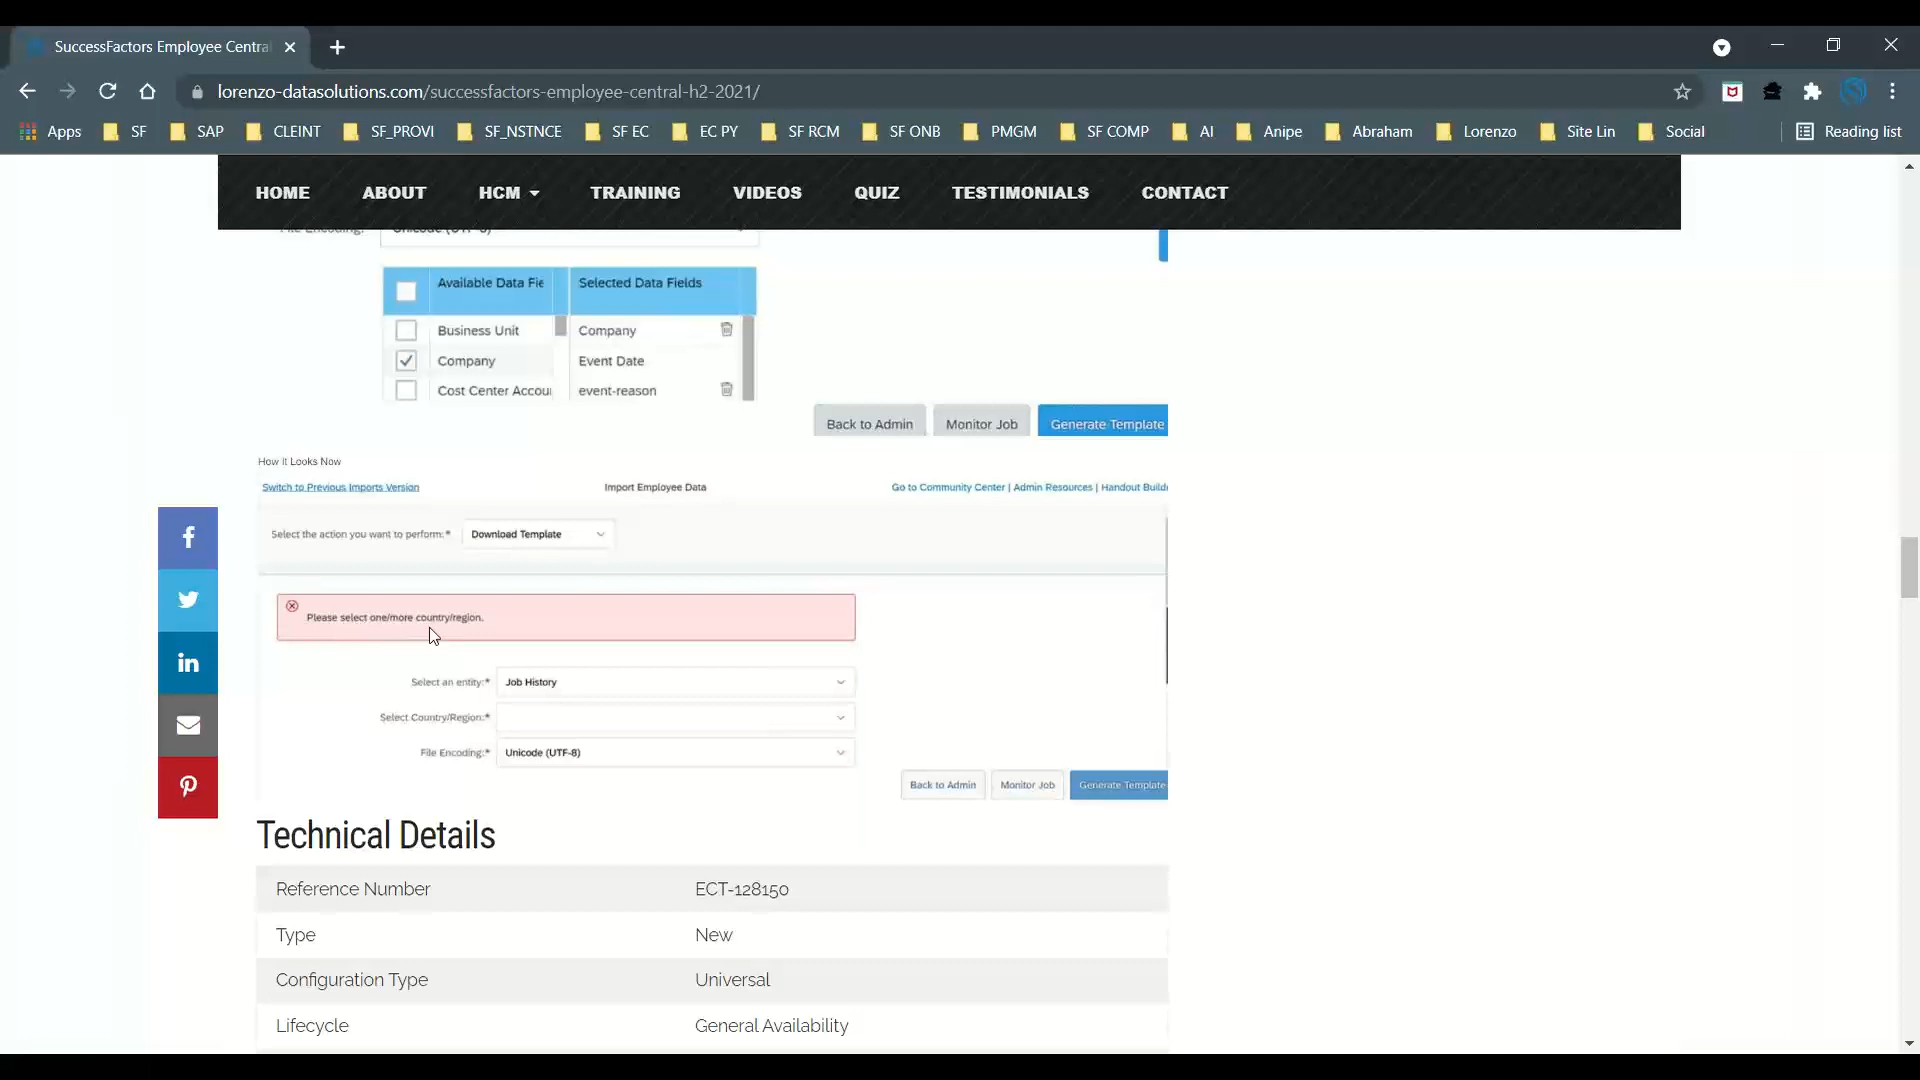 SuccessFactors Employee Centra
lorenzo-datasolutions.com/successfactors-employee-central-h2-2021/
Apps SF SAP CLEINT SF_PROVI SF_NSTNCE SF EC EC PY SF RCM SF ONB PMGM SF COMP AI Anipe Abraham Lorenzo Site Lin Social Reading list
HOME ABOUT HCM TRAINING VIDEOS QUIZ TESTIMONIALS CONTACT
File Encoding: Unicode (UTF-8)
Available Data Fie Selected Data Fields
Business Unit Company
Company Event Date
Cost Center Accou event-reason
Back to Admin Monitor Job Generate Template
How It Looks Now
Switch to Previous Imports Version Import Employee Data Go to Community Center | Admin Resources | Handout Builde
Select the action you want to perform:* Download Template
Please select one/more country/region.
Select an entity:* Job History
Select Country/Region:*
File Encoding:* Unicode (UTF-8)
Back to Admin Monitor Job Generate Template
Technical Details
Reference Number ECT-128150
Type New
Configuration Type Universal
Lifecycle General Availability